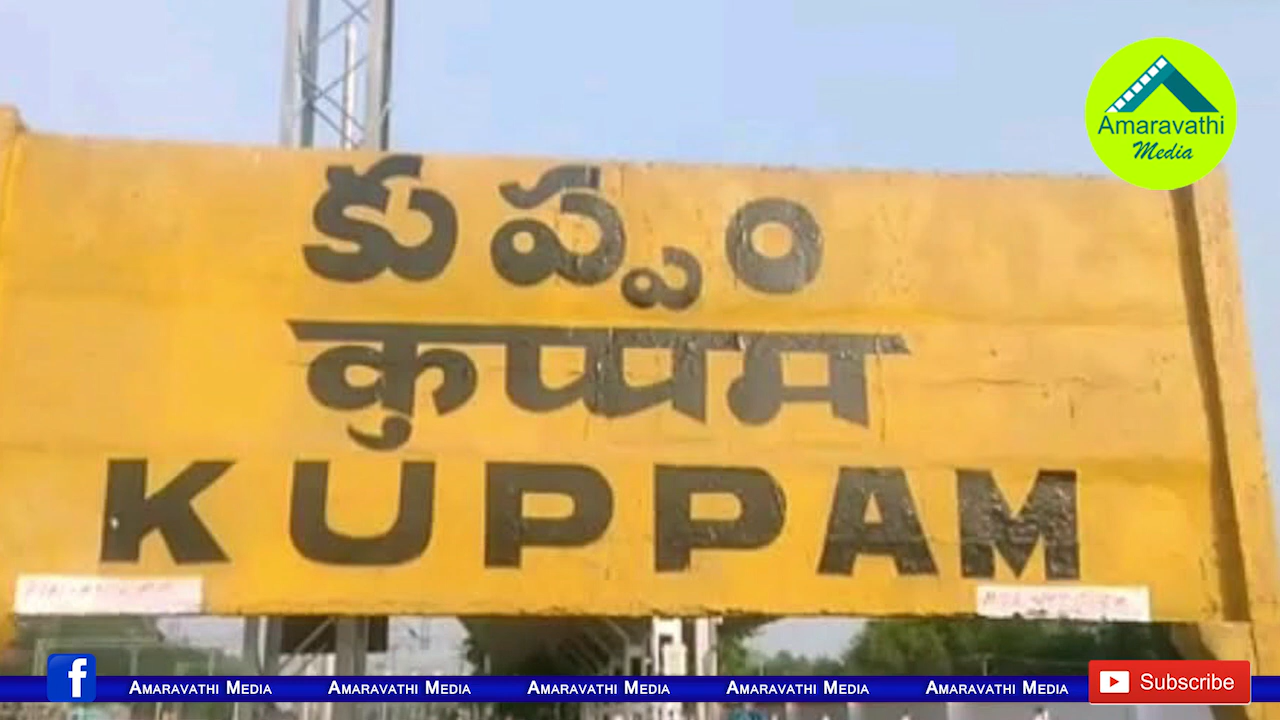 Amaravathi
Media
కుప్పం
कुप्पम
KUPPAM
Amaravathi Media Amaravathi Media Amaravathi Media Amaravathi Media Amaravathi Media
Subscribe